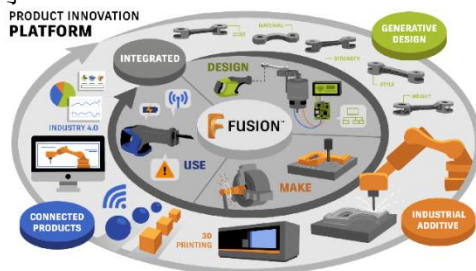 PRODUCT INNOVATION
PLATFORM
GENERATIVE
DESIGN
COST
MATERIAL
STRENGTH
STYLE
WEIGHT
INTEGRATED
DESIGN
FUSION™
USE
MAKE
INDUSTRY 4.0
CONNECTED
PRODUCTS
3D
PRINTING
INDUSTRIAL
ADDITIVE